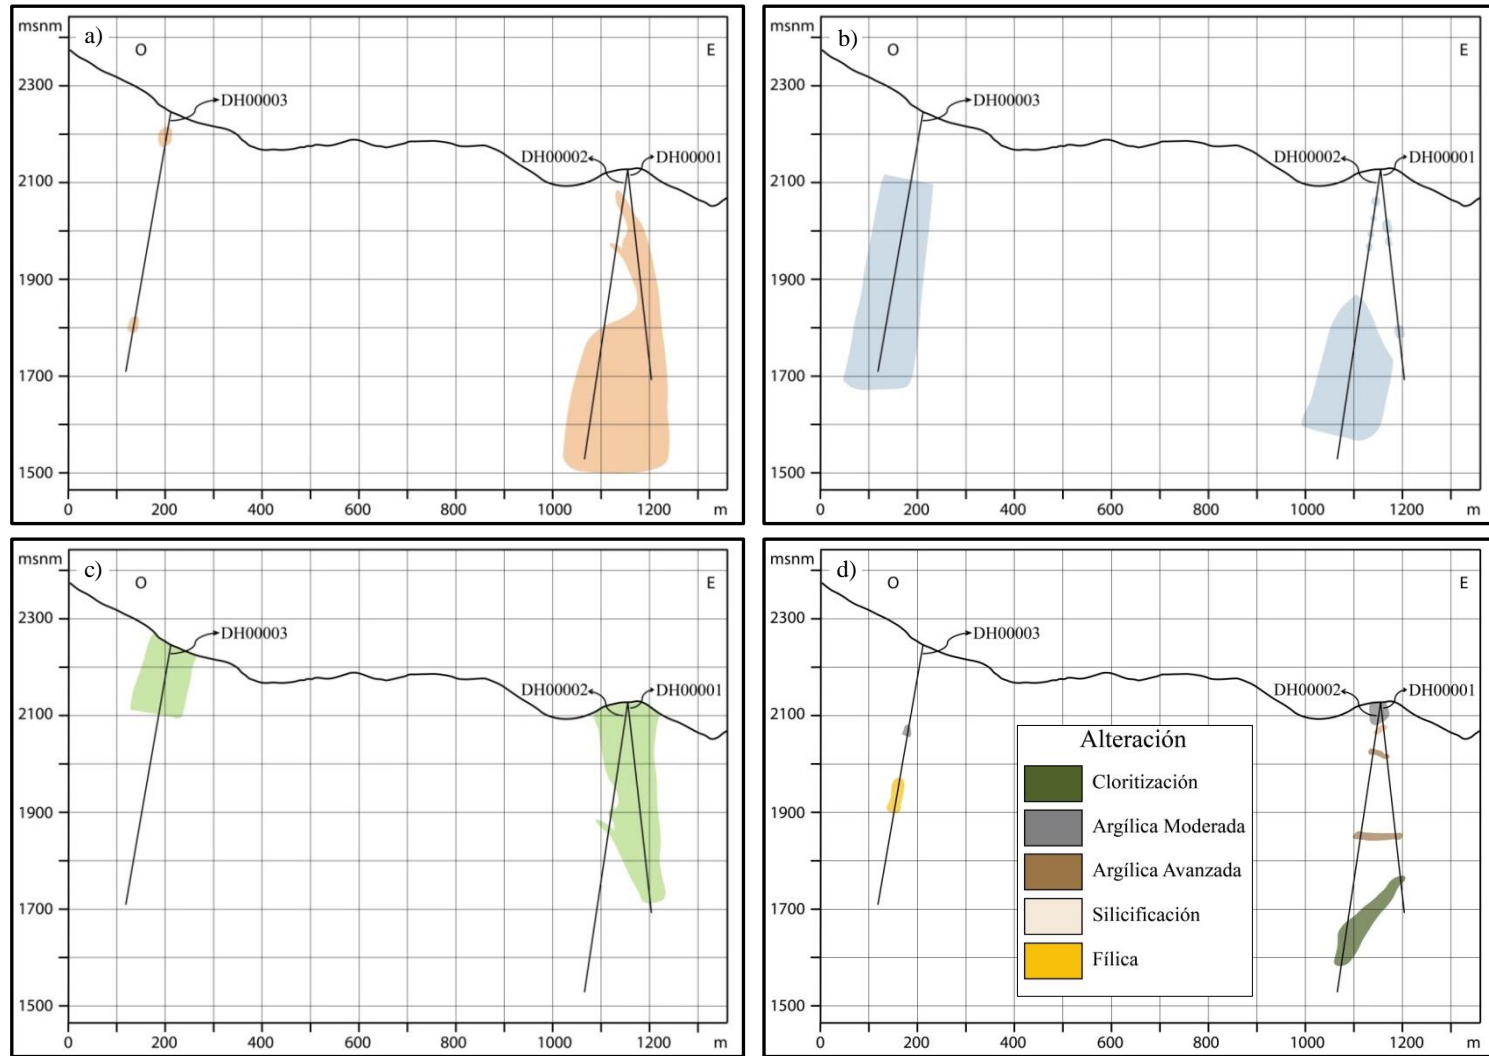 msnm a) O E
DH00003
2300
DH00002 DH00001
2100
1900
1700
1500
0 200 400 600 800 1000 1200 m
msnm b) O E
DH00003
2300
DH00002 DH00001
2100
1900
1700
1500
0 200 400 600 800 1000 1200 m
msnm c) O E
2300
DH00003
DH00002 DH00001
2100
1900
1700
1500
0 200 400 600 800 1000 1200 m
msnm d) O E
2300
DH00003
DH00002 DH00001
2100
1900
1700
1500
0 200 400 600 800 1000 1200 m
Alteración
Cloritización
Argílica Moderada
Argílica Avanzada
Silicificación
Fílica